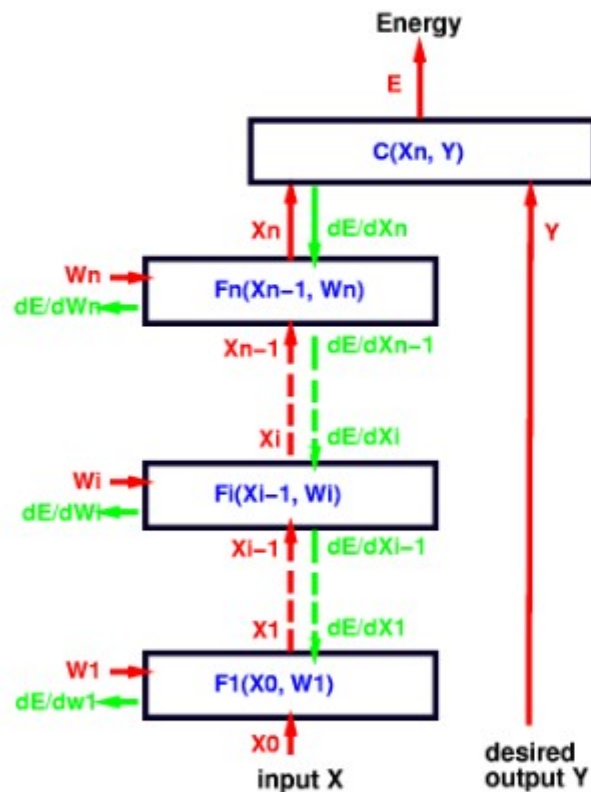 Energy
E
C(Xn, Y)
Xn
dE/dXn
Y
Wn
Fn(Xn-1, Wn)
dE/dWn
Xn-1
dE/dXn-1
Xi
dE/dXi
Wi
Fi(Xi-1, Wi)
dE/dWi
Xi-1
dE/dXi-1
X1
dE/dX1
W1
F1(X0, W1)
dE/dw1
X0
input X
desired
output Y